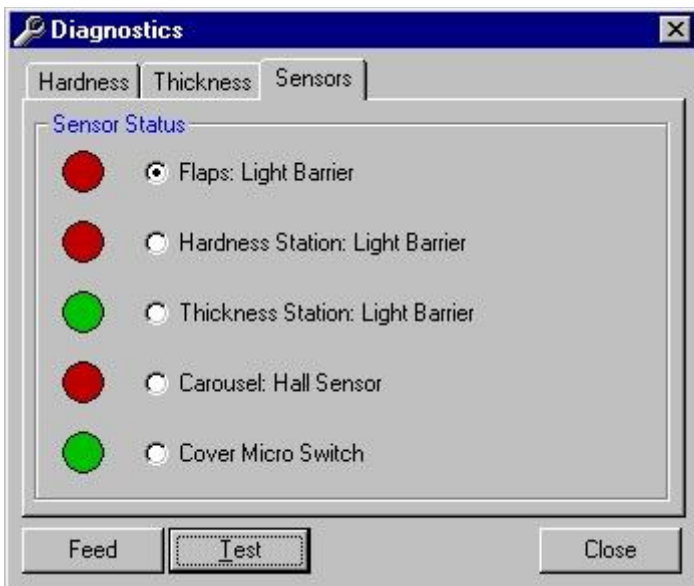 Diagnostics
Hardness Thickness Sensors
Sensor Status
Flaps: Light Barrier
Hardness Station: Light Barrier
Thickness Station: Light Barrier
Carousel: Hall Sensor
Cover Micro Switch
Feed Test Close